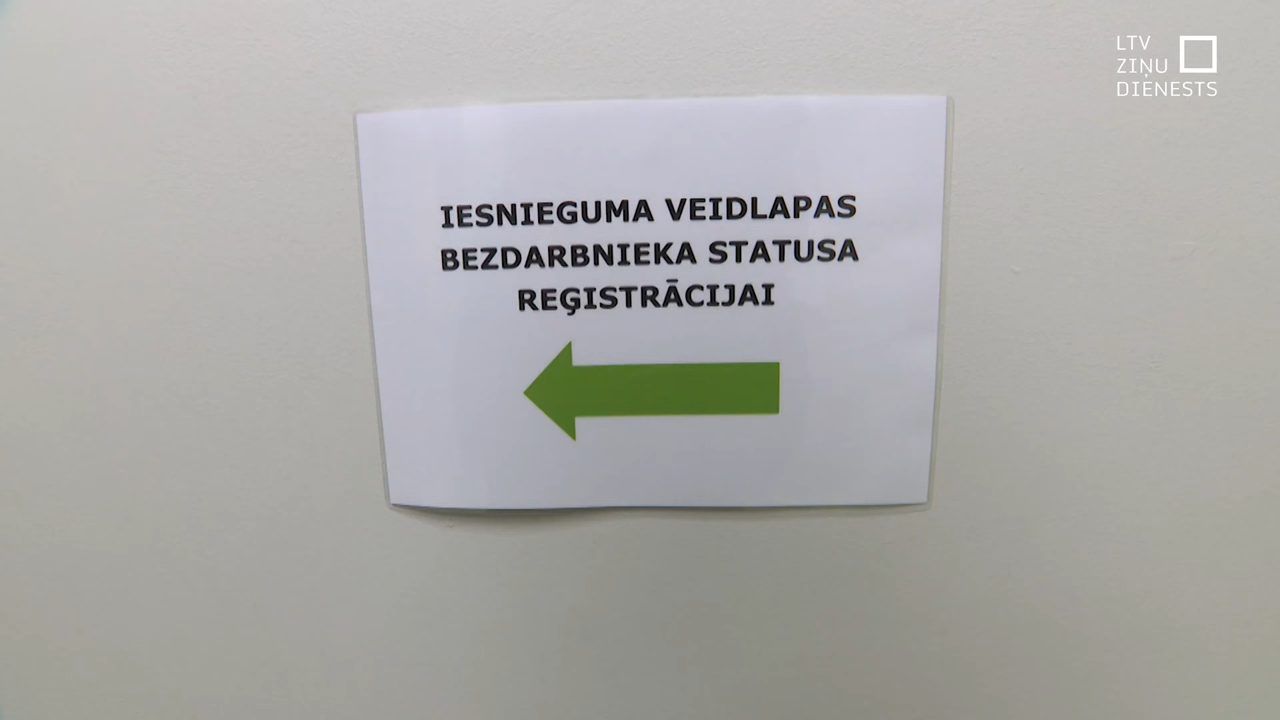 LTV
ZIŅU
DIENESTS
IESNIEGUMA VEIDLAPAS
BEZDARBNIEKA STATUSA
REĢISTRĀCIJAI